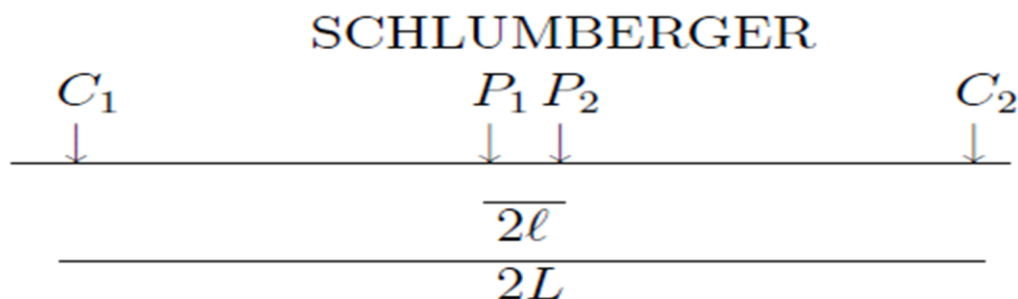 SCHLUMBERGER
C₁ P₁ P₂ C₂
2ℓ
2L